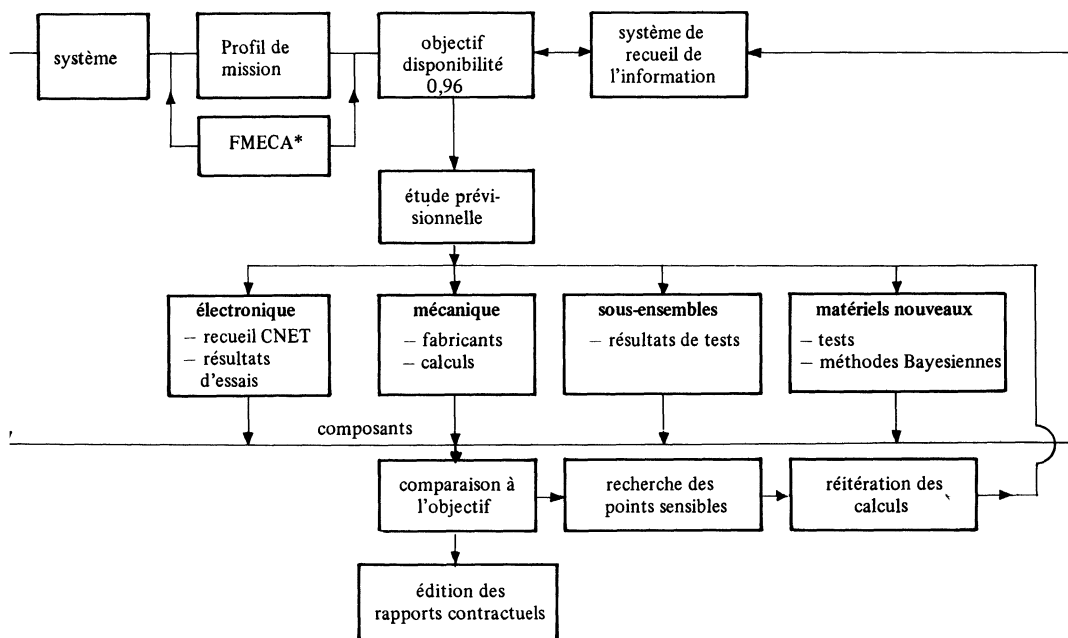 système
Profil de
mission
objectif
disponibilité
0,96
système de
recueil de
l'information
FMECA*
étude prévi-
sionnelle
électronique
– recueil CNET
– résultats
d'essais
mécanique
– fabricants
– calculs
sous-ensembles
– résultats de tests
matériels nouveaux
– tests
– méthodes Bayesiennes
composants
comparaison à
l'objectif
recherche des
points sensibles
réitération des
calculs
édition des
rapports contractuels